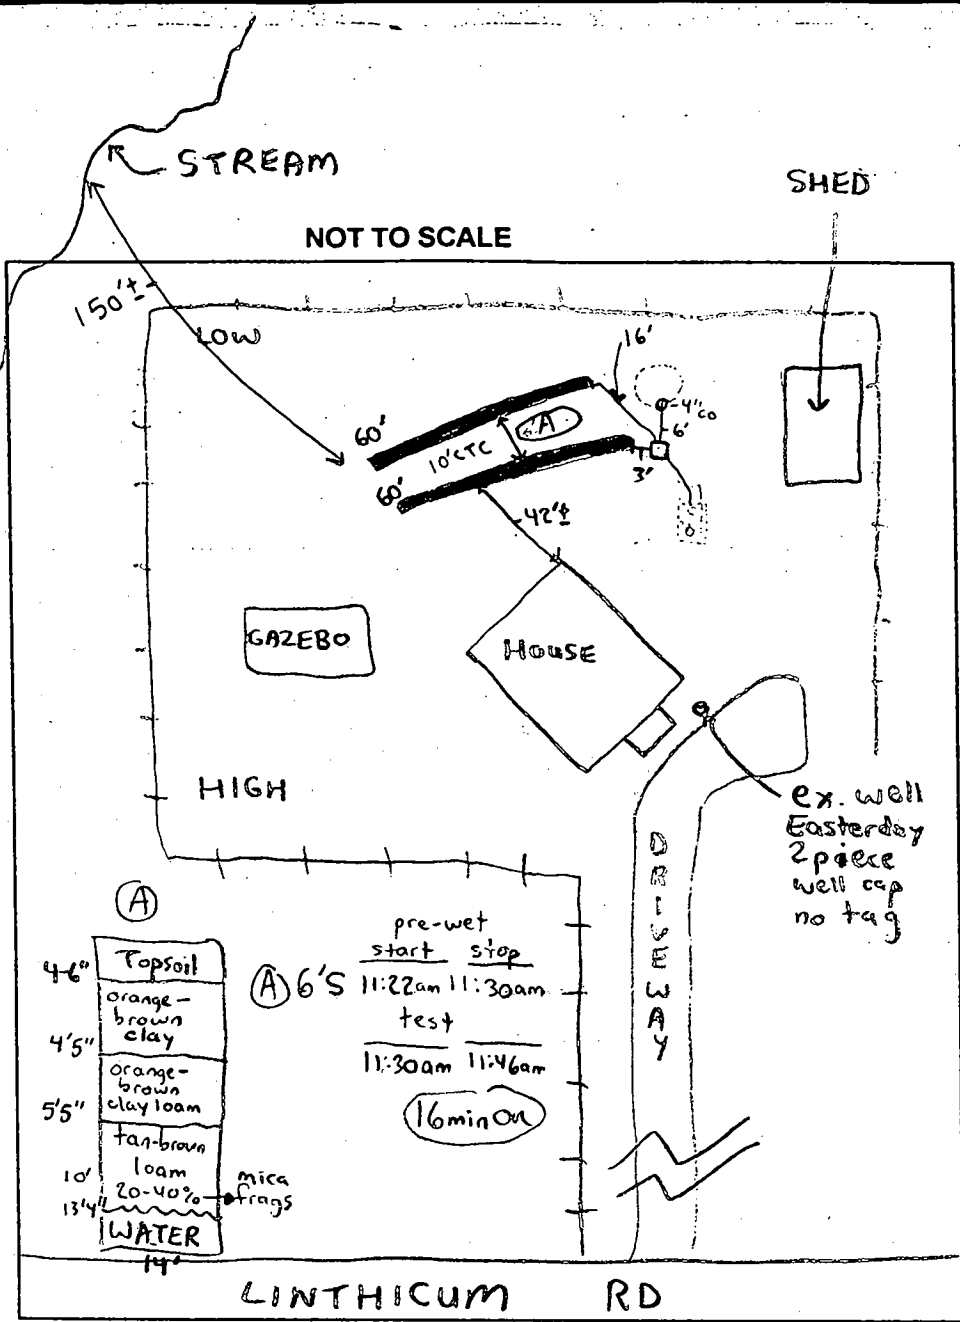 STREAM
SHED
NOT TO SCALE
150'±
LOW
16'
4"co
6'
60'
A
10'CTC
3'
60'
42'±
GAZEBO
HOUSE
HIGH
ex. well
Easterday
2 piece
well cap
no tag
DRIVEWAY
A
Topsoil
4-6"
orange-
brown
clay
4'5"
orange-
brown
clay loam
5'5"
tan-brown
loam
10'
20-40%
mica
frags
13'4"
WATER
14'
pre-wet
start stop
A 6'S 11:22am 11:30am
test
11:30am 11:46am
16min
LINTHICUM RD